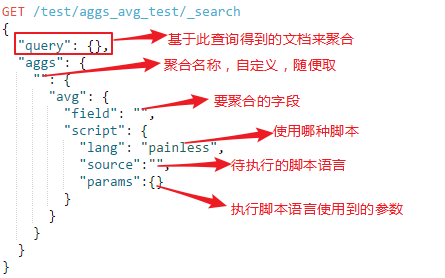 GET /test/aggs_avg_test/_search
{
"query": {}, 基于此查询得到的文档来聚合
"aggs": { 聚合名称，自定义，随便取
"": {
"avg": { 要聚合的字段
"field": "",
"script": { 使用哪种脚本
"lang": "painless",
"source":"", 待执行的脚本语言
"params":{}
} 执行脚本语言使用到的参数
}
}
}
}